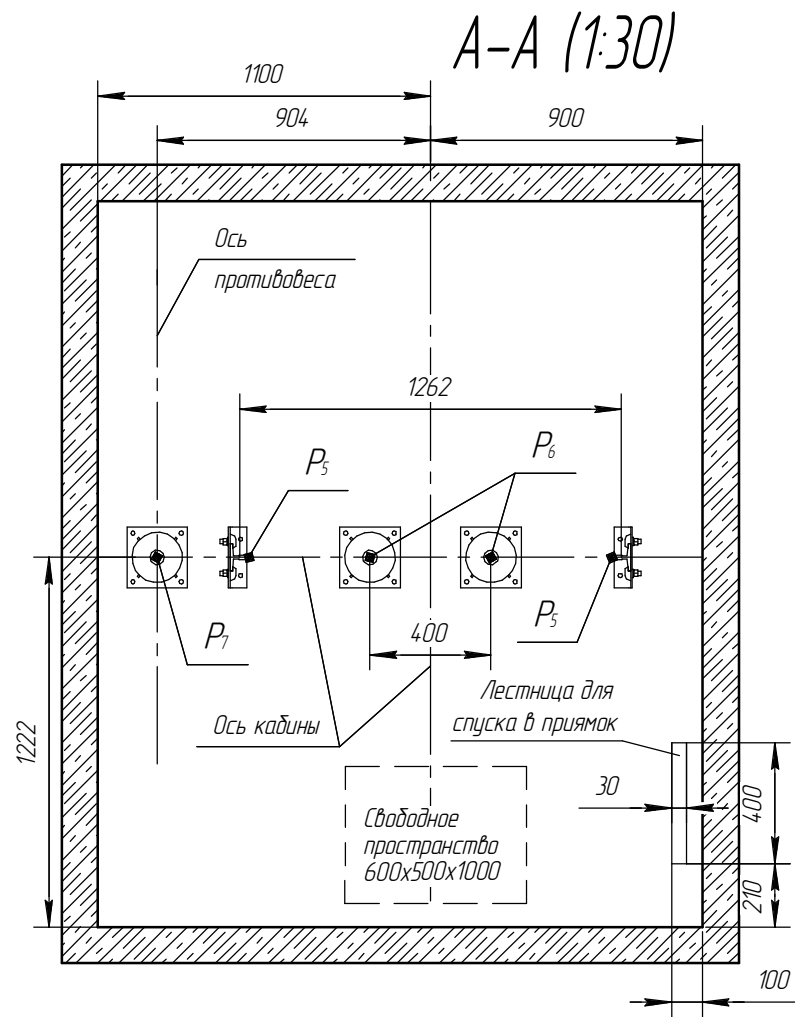 А-А (1:30)
1100
904
900
Ось
противовеса
1262
P5
P6
P7
400
P5
Ось кабины
Лестница для
спуска в приямок
1222
30
400
Свободное
пространство
600х500х1000
210
100